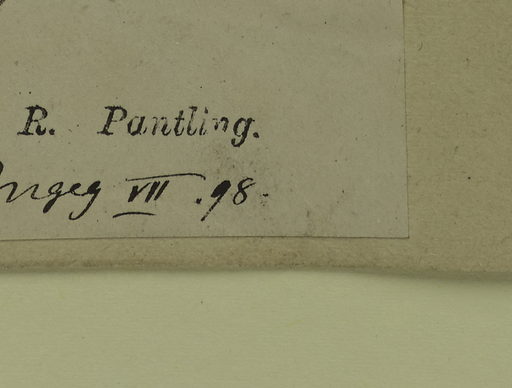 R. Pantling.
VII .98.